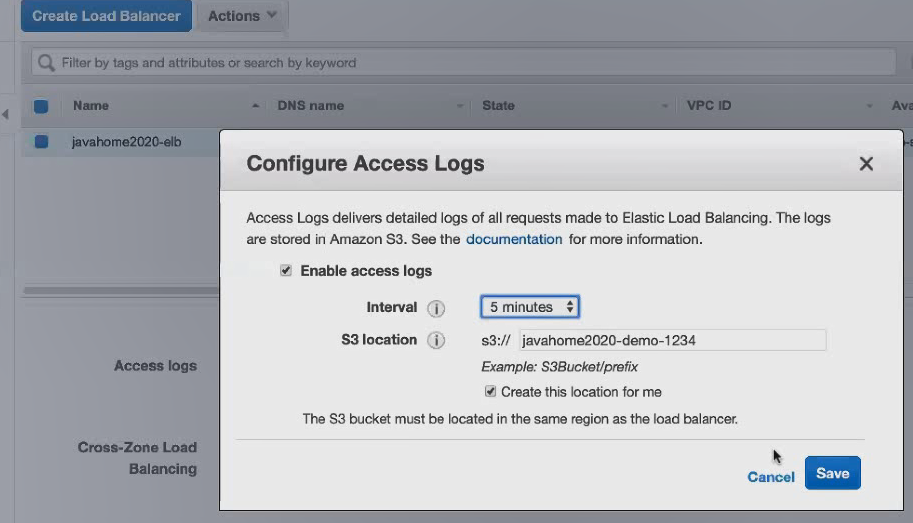 Create Load Balancer Actions
Filter by tags and attributes or search by keyword
Name DNS name State VPC ID Ava
javahome2020-elb
Configure Access Logs
Access Logs delivers detailed logs of all requests made to Elastic Load Balancing. The logs
are stored in Amazon S3. See the documentation for more information.
Enable access logs
Interval i 5 minutes
S3 location i s3:// javahome2020-demo-1234
Example: S3Bucket/prefix
Create this location for me
The S3 bucket must be located in the same region as the load balancer.
Cancel Save
Access logs
Cross-Zone Load
Balancing